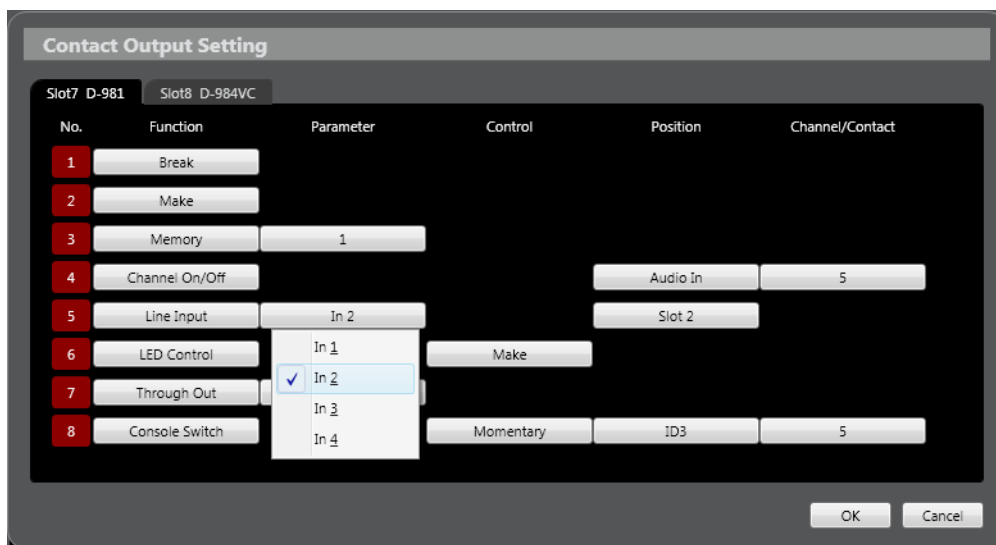 Contact Output Setting
Slot7 D-981 Slot8 D-984VC
No. Function Parameter Control Position Channel/Contact
1 Break
2 Make
3 Memory 1
4 Channel On/Off Audio In 5
5 Line Input In 2 Slot 2
In 1
6 LED Control Make
In 2
7 Through Out
In 3
8 Console Switch Momentary ID3 5
In 4
OK Cancel